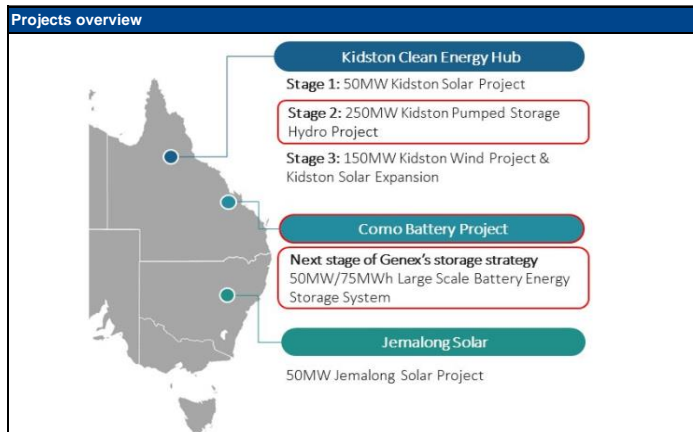 Projects overview
Kidston Clean Energy Hub
Stage 1: 50MW Kidston Solar Project
Stage 2: 250MW Kidston Pumped Storage
Hydro Project
Stage 3: 150MW Kidston Wind Project &
Kidston Solar Expansion
Como Battery Project
Next stage of Genex's storage strategy
50MW/75MWh Large Scale Battery Energy
Storage System
Jemalong Solar
50MW Jemalong Solar Project